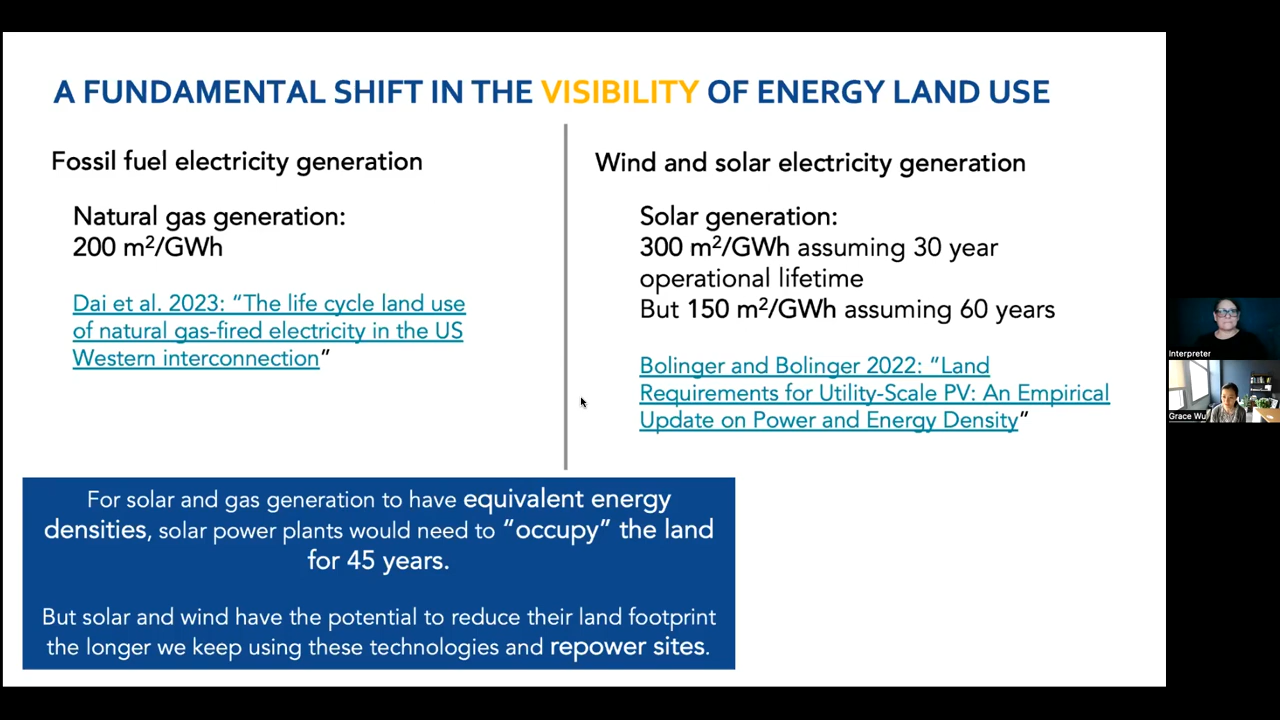 A FUNDAMENTAL SHIFT IN THE VISIBILITY OF ENERGY LAND USE
Fossil fuel electricity generation
Natural gas generation:
200 m²/GWh
Dai et al. 2023: “The life cycle land use
of natural gas-fired electricity in the US
Western interconnection”
Wind and solar electricity generation
Solar generation:
300 m²/GWh assuming 30 year
operational lifetime
But 150 m²/GWh assuming 60 years
Bolinger and Bolinger 2022: “Land
Requirements for Utility-Scale PV: An Empirical
Update on Power and Energy Density”
For solar and gas generation to have equivalent energy
densities, solar power plants would need to “occupy” the land
for 45 years.
But solar and wind have the potential to reduce their land footprint
the longer we keep using these technologies and repower sites.
Interpreter
Grace Wu